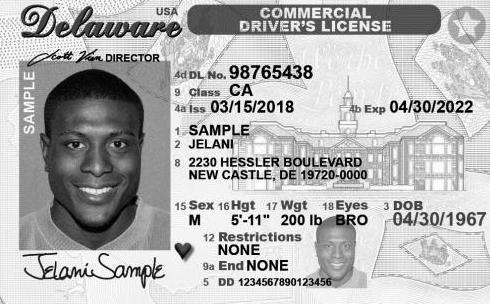 Delaware USA
COMMERCIAL
DRIVER'S LICENSE
Scott Vien DIRECTOR
SAMPLE
4d DL No. 98765438
9 Class CA
4a Iss 03/15/2018 4b Exp 04/30/2022
1 SAMPLE
2 JELANI
8 2230 HESSLER BOULEVARD
NEW CASTLE, DE 19720-0000
15 Sex 16 Hgt 17 Wgt 18 Eyes 3 DOB
M 5'-11" 200 lb BRO 04/30/1967
12 Restrictions
NONE
9a End NONE
5 DD 1234567890123456
Jelani Sample